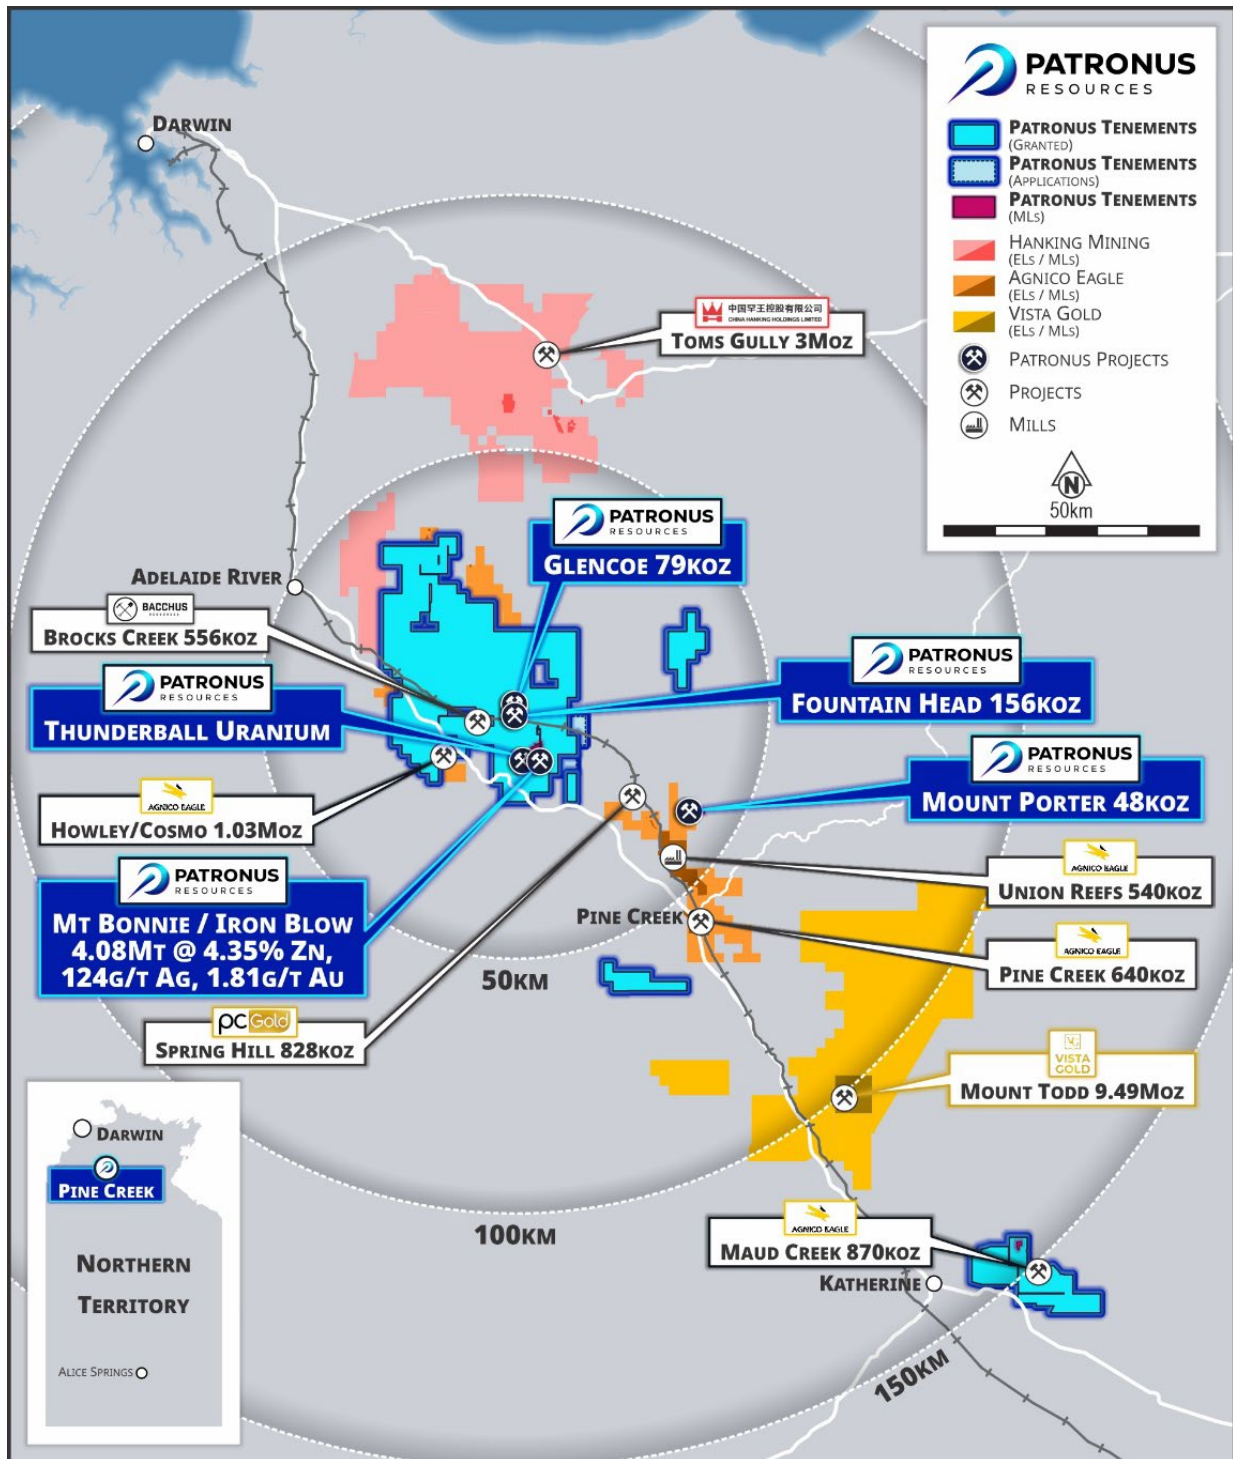 DARWIN
PATRONUS
RESOURCES
PATRONUS TENEMENTS
(GRANTED)
PATRONUS TENEMENTS
(APPLICATIONS)
PATRONUS TENEMENTS
(MLS)
HANKING MINING
(ELS / MLS)
AGNICO EAGLE
(ELS / MLS)
VISTA GOLD
(ELS / MLS)
PATRONUS PROJECTS
PROJECTS
MILLS
N
50km
中国罕王控股有限公司
CHINA HANKING HOLDINGS LIMITED
TOMS GULLY 3MOZ
PATRONUS
RESOURCES
GLENCOE 79KOZ
ADELAIDE RIVER
BACCHUS
RESOURCES
BROCKS CREEK 556KOZ
PATRONUS
RESOURCES
THUNDERBALL URANIUM
PATRONUS
RESOURCES
FOUNTAIN HEAD 156KOZ
AGNICO EAGLE
HOWLEY/COSMO 1.03MOZ
PATRONUS
RESOURCES
MOUNT PORTER 48KOZ
PATRONUS
RESOURCES
MT BONNIE / IRON BLOW
4.08MT @ 4.35% ZN,
124G/T AG, 1.81G/T AU
AGNICO EAGLE
UNION REEFS 540KOZ
PINE CREEK
AGNICO EAGLE
PINE CREEK 640KOZ
50KM
pcGold
SPRING HILL 828KOZ
VG
VISTA
GOLD
MOUNT TODD 9.49MOZ
DARWIN
PINE CREEK
NORTHERN
TERRITORY
ALICE SPRINGS
100KM
AGNICO EAGLE
MAUD CREEK 870KOZ
KATHERINE
150KM